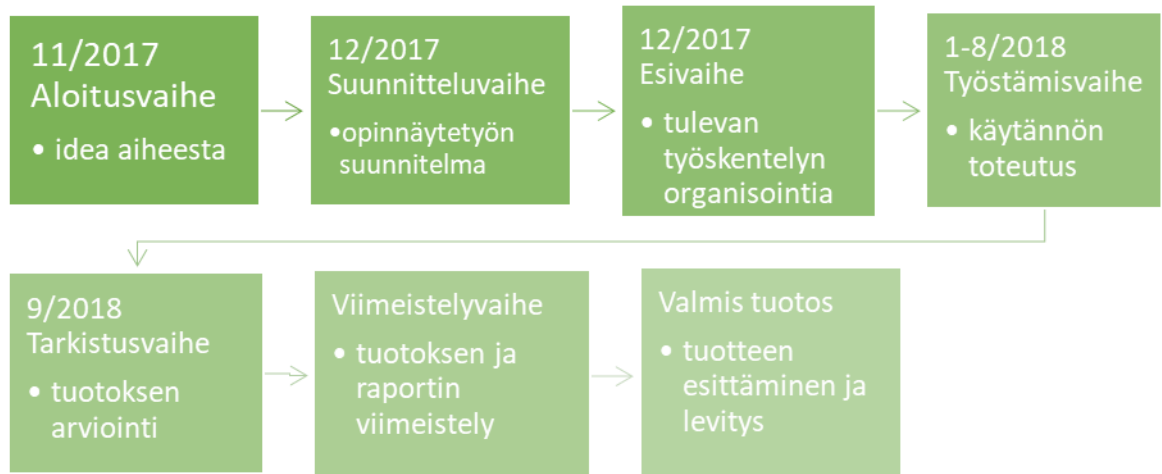 11/2017
Aloitusvaihe
• idea aiheesta
12/2017
Suunnitteluvaihe
•opinnäytetyön
suunnitelma
12/2017
Esivaihe
• tulevan
työskentelyn
organisointia
1-8/2018
Työstämisvaihe
• käytännön
toteutus
9/2018
Tarkistusvaihe
• tuotoksen
arviointi
Viimeistelyvaihe
• tuotoksen ja
raportin
viimeistely
Valmis tuotos
• tuotteen
esittäminen ja
levitys